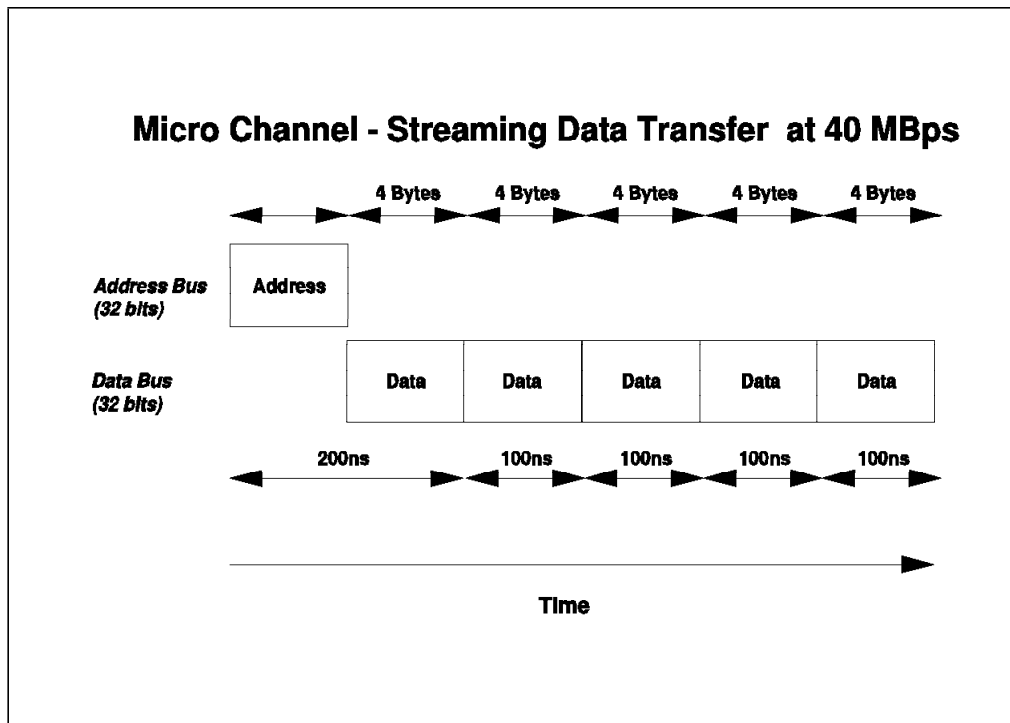 Micro Channel - Streaming Data Transfer at 40 MBps
4 Bytes 4 Bytes 4 Bytes 4 Bytes 4 Bytes
Address Bus
(32 bits)
Address
Data Bus
(32 bits)
Data Data Data Data Data
200ns 100ns 100ns 100ns 100ns
Time